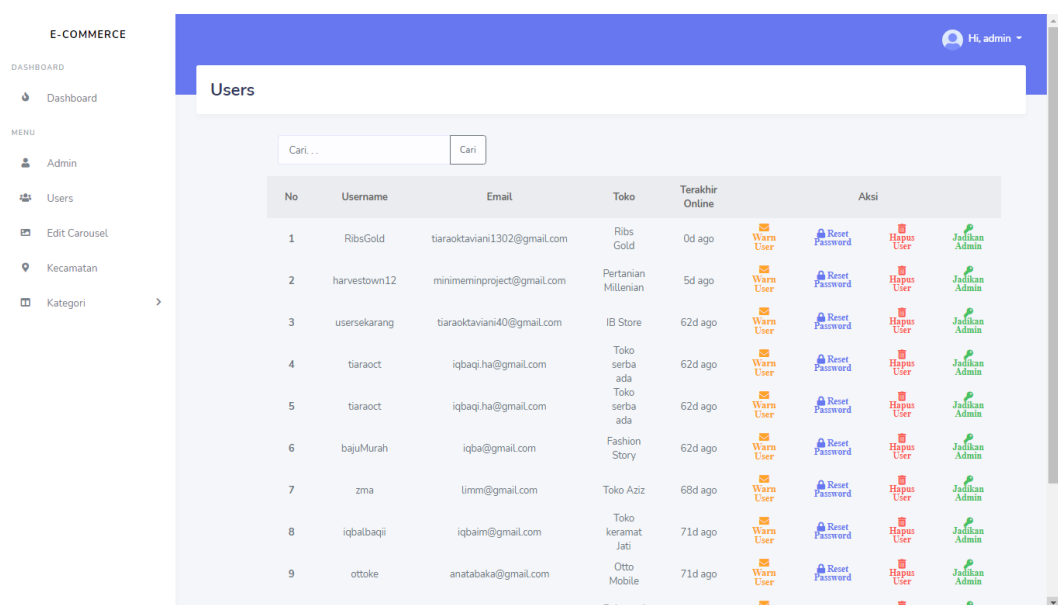 E-COMMERCE
DASHBOARD
Dashboard
MENU
Admin
Users
Edit Carousel
Kecamatan
Kategori
Hi, admin
Users
Cari. . .
Cari
No Username Email Toko Terakhir Online Aksi
1 RibsGold tiaraoktaviani1302@gmail.com Ribs Gold 0d ago Warn User Reset Password Hapus User Jadikan Admin
2 harvestown12 minimeminproject@gmail.com Pertanian Millenian 5d ago Warn User Reset Password Hapus User Jadikan Admin
3 usersekarang tiaraoktaviani40@gmail.com IB Store 62d ago Warn User Reset Password Hapus User Jadikan Admin
4 tiaraoct iqbaqi.ha@gmail.com Toko serba ada 62d ago Warn User Reset Password Hapus User Jadikan Admin
5 tiaraoct iqbaqi.ha@gmail.com Toko serba ada 62d ago Warn User Reset Password Hapus User Jadikan Admin
6 bajuMurah iqba@gmail.com Fashion Story 62d ago Warn User Reset Password Hapus User Jadikan Admin
7 zma limm@gmail.com Toko Aziz 68d ago Warn User Reset Password Hapus User Jadikan Admin
8 iqbalbaqii iqbaim@gmail.com Toko keramat Jati 71d ago Warn User Reset Password Hapus User Jadikan Admin
9 ottoke anatabaka@gmail.com Otto Mobile 71d ago Warn User Reset Password Hapus User Jadikan Admin